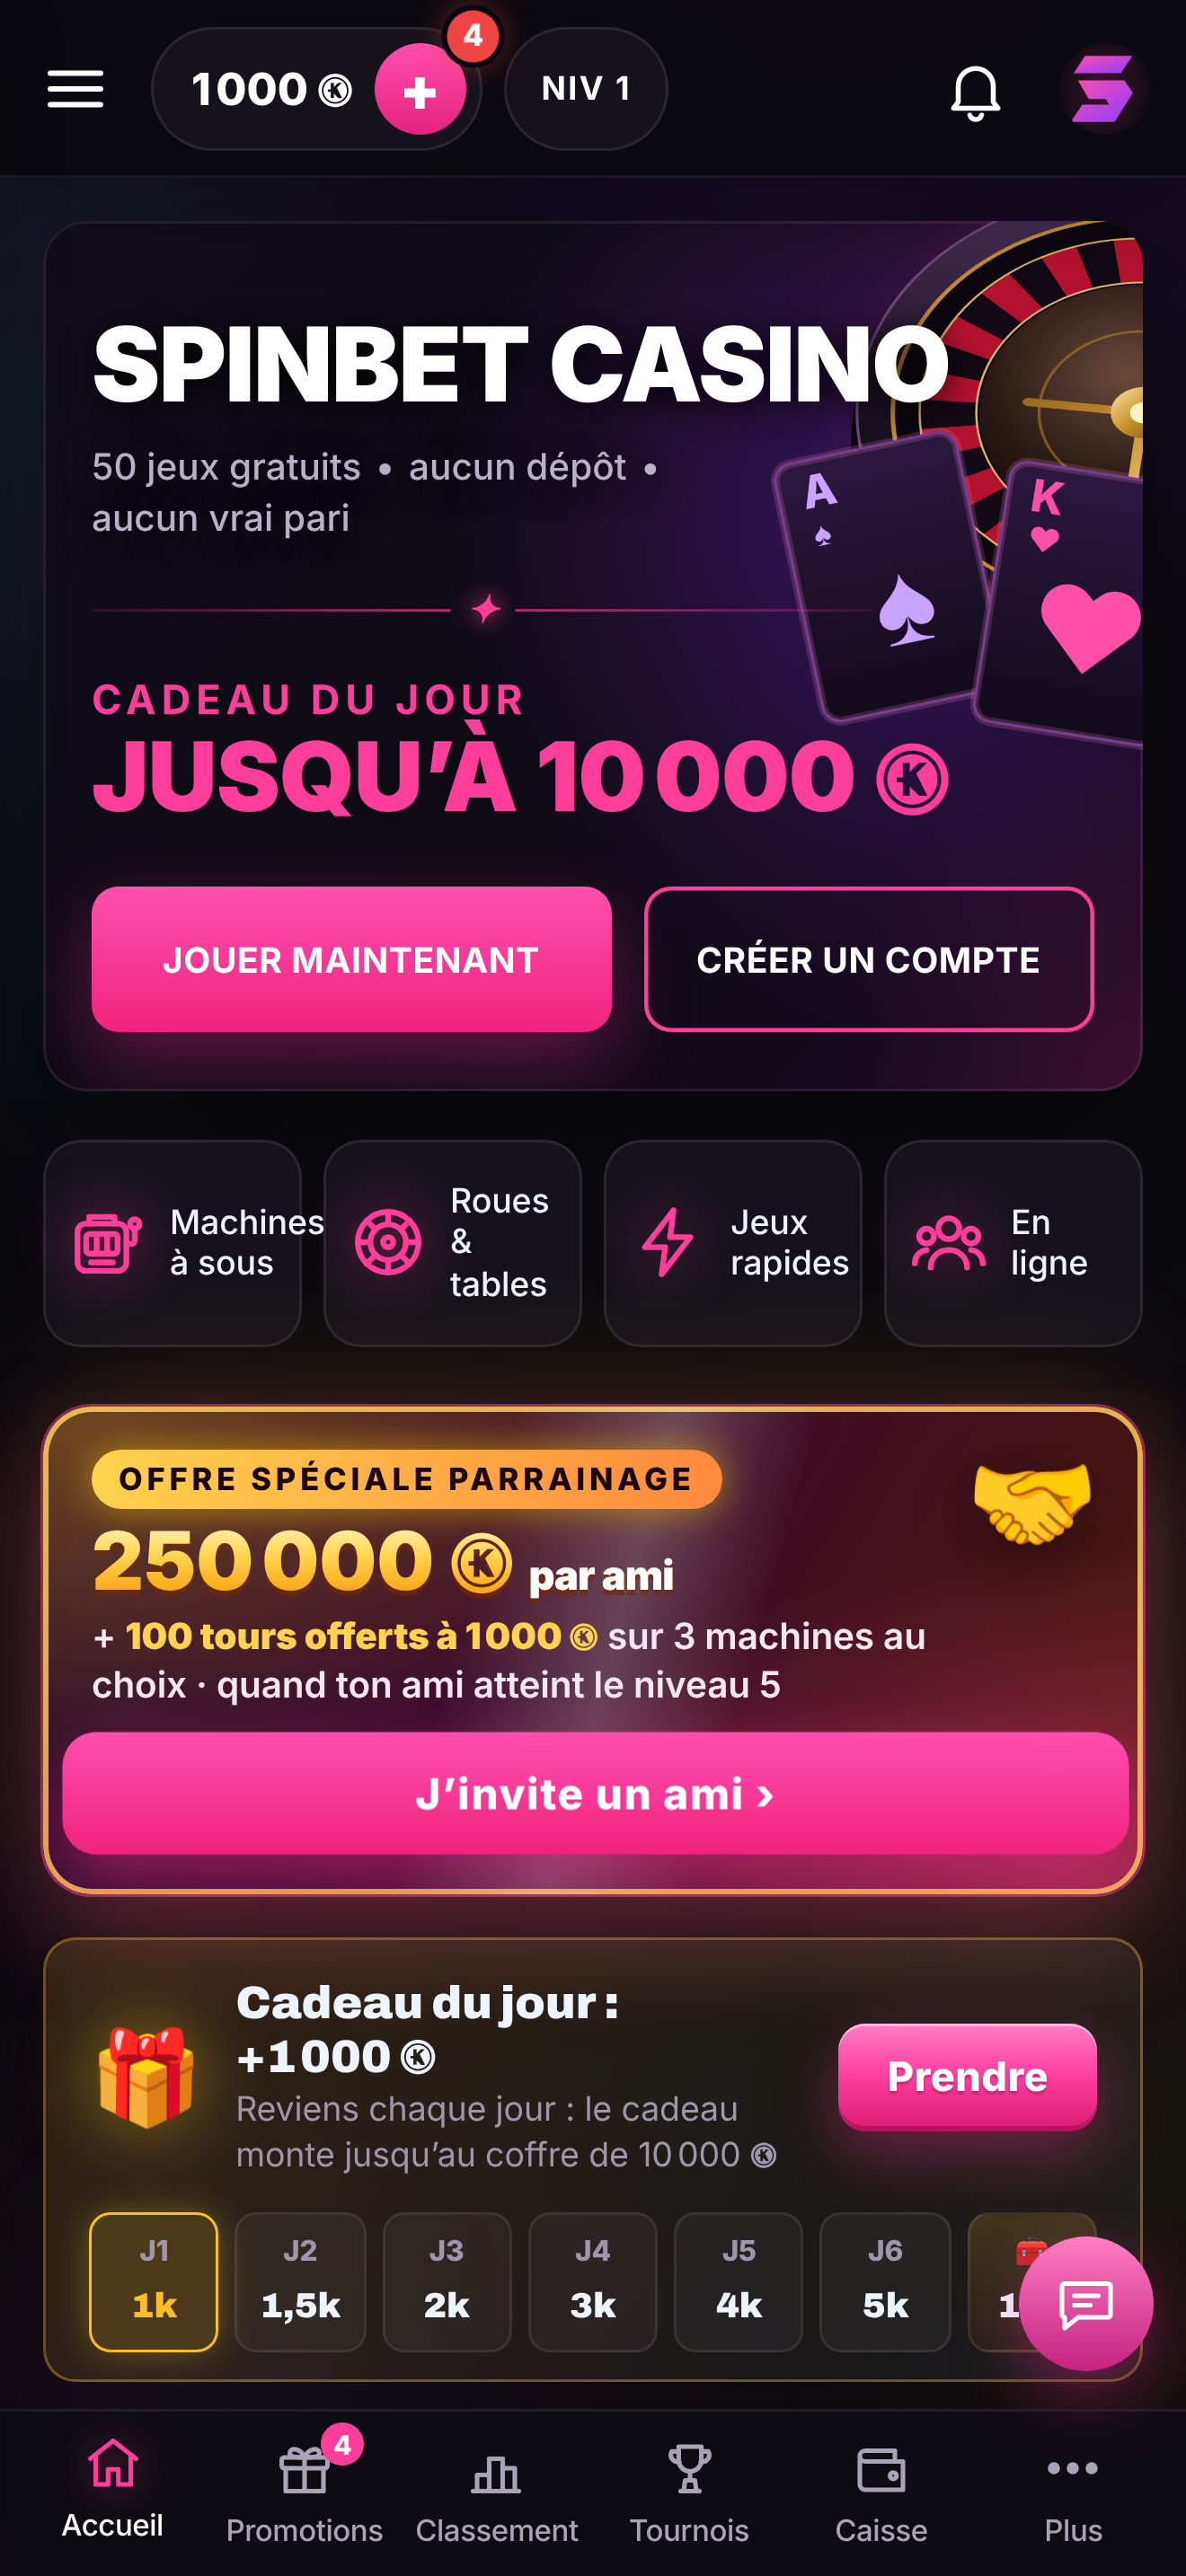 1000 K
4
NIV 1
SPINBET CASINO
50 jeux gratuits • aucun dépôt •
aucun vrai pari
A
K
CADEAU DU JOUR
JUSQU’À 10 000 K
JOUER MAINTENANT
CRÉER UN COMPTE
Machines
à sous
Roues
&
tables
Jeux
rapides
En
ligne
OFFRE SPÉCIALE PARRAINAGE
250 000 K par ami
+ 100 tours offerts à 1 000 K sur 3 machines au
choix · quand ton ami atteint le niveau 5
J’invite un ami ›
Cadeau du jour :
+1 000 K
Reviens chaque jour : le cadeau
monte jusqu’au coffre de 10 000 K
Prendre
J1
1k
J2
1,5k
J3
2k
J4
3k
J5
4k
J6
5k
4
Accueil
Promotions
Classement
Tournois
Caisse
Plus